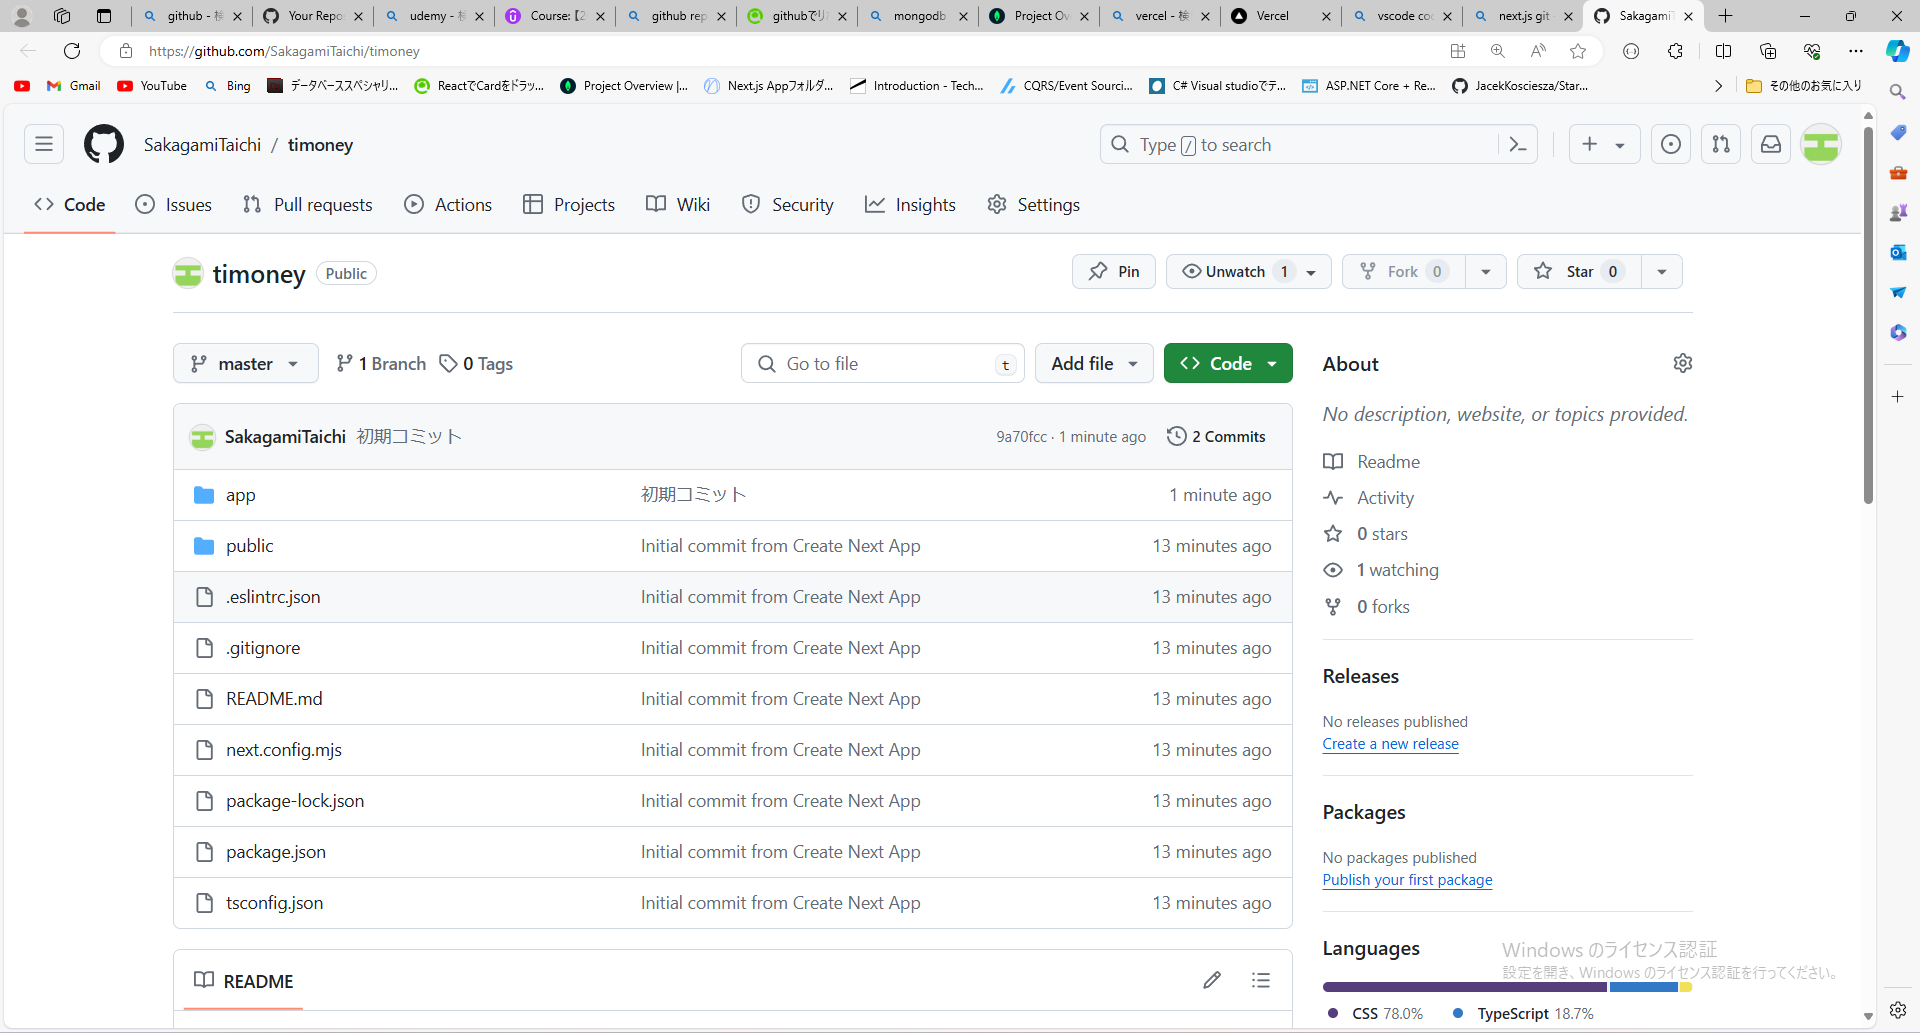 github - 検
Your Repo
udemy - 検
Course: 【2
github rep
githubでリ
mongodb
Project Ov
vercel - 検
Vercel
vscode co
next.js git
SakagamiT
https://github.com/SakagamiTaichi/timoney
Gmail
YouTube
Bing
データベーススペシャリ...
ReactでCardをドラッ...
Project Overview |...
Next.js Appフォルダ...
Introduction - Tech...
CQRS/Event Sourci...
C# Visual studioでテ...
ASP.NET Core + Re...
JacekKosciesza/Star...
その他のお気に入り
SakagamiTaichi / timoney
Type / to search
Code
Issues
Pull requests
Actions
Projects
Wiki
Security
Insights
Settings
timoney Public
Pin
Unwatch 1
Fork 0
Star 0
master
1 Branch
0 Tags
Go to file t
Add file
Code
SakagamiTaichi 初期コミット 9a70fcc · 1 minute ago 2 Commits
app 初期コミット 1 minute ago
public Initial commit from Create Next App 13 minutes ago
.eslintrc.json Initial commit from Create Next App 13 minutes ago
.gitignore Initial commit from Create Next App 13 minutes ago
README.md Initial commit from Create Next App 13 minutes ago
next.config.mjs Initial commit from Create Next App 13 minutes ago
package-lock.json Initial commit from Create Next App 13 minutes ago
package.json Initial commit from Create Next App 13 minutes ago
tsconfig.json Initial commit from Create Next App 13 minutes ago
README
About
No description, website, or topics provided.
Readme
Activity
0 stars
1 watching
0 forks
Releases
No releases published
Create a new release
Packages
No packages published
Publish your first package
Languages
CSS 78.0%
TypeScript 18.7%
Windows のライセンス認証
設定を開き、Windows のライセンス認証を行ってください。